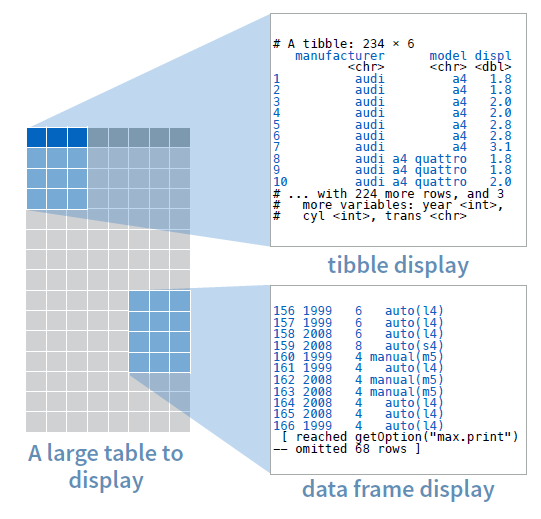 # A tibble: 234 × 6
manufacturer model displ
<chr> <chr> <dbl>
1 audi a4 1.8
2 audi a4 1.8
3 audi a4 2.0
4 audi a4 2.0
5 audi a4 2.8
6 audi a4 2.8
7 audi a4 3.1
8 audi a4 quattro 1.8
9 audi a4 quattro 1.8
10 audi a4 quattro 2.0
# ... with 224 more rows, and 3
# more variables: year <int>,
# cyl <int>, trans <chr>
tibble display
156 1999 6 auto(l4)
157 1999 6 auto(l4)
158 2008 6 auto(l4)
159 2008 8 auto(s4)
160 1999 4 manual(m5)
161 1999 4 auto(l4)
162 2008 4 manual(m5)
163 2008 4 manual(m5)
164 2008 4 auto(l4)
165 2008 4 auto(l4)
166 1999 4 auto(l4)
[ reached getOption("max.print")
-- omitted 68 rows ]
data frame display
A large table to
display